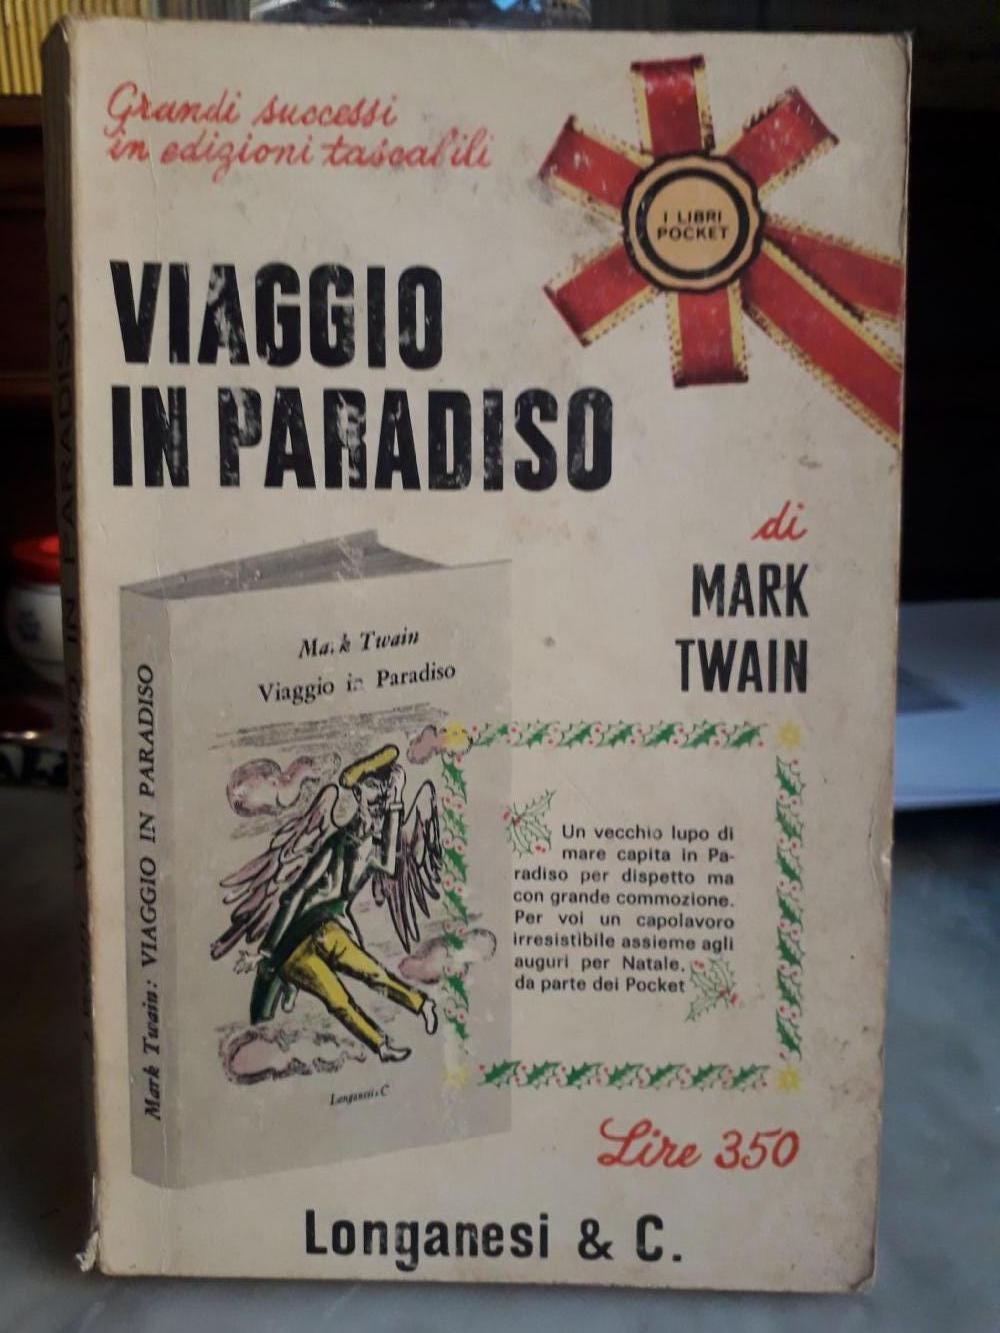 Grandi successi
in edizioni tascabili
I LIBRI
POCKET
VIAGGIO
IN PARADISO
di
MARK
TWAIN
Mark Twain
Viaggio in Paradiso
Longanesi & C
Mark Twain: VIAGGIO IN PARADISO
Un vecchio lupo di
mare capita in Pa-
radiso per dispetto ma
con grande commozione.
Per voi un capolavoro
irresistibile assieme agli
auguri per Natale.
da parte dei Pocket
Lire 350
Longanesi & C.
VIAGGIO IN PARADISO